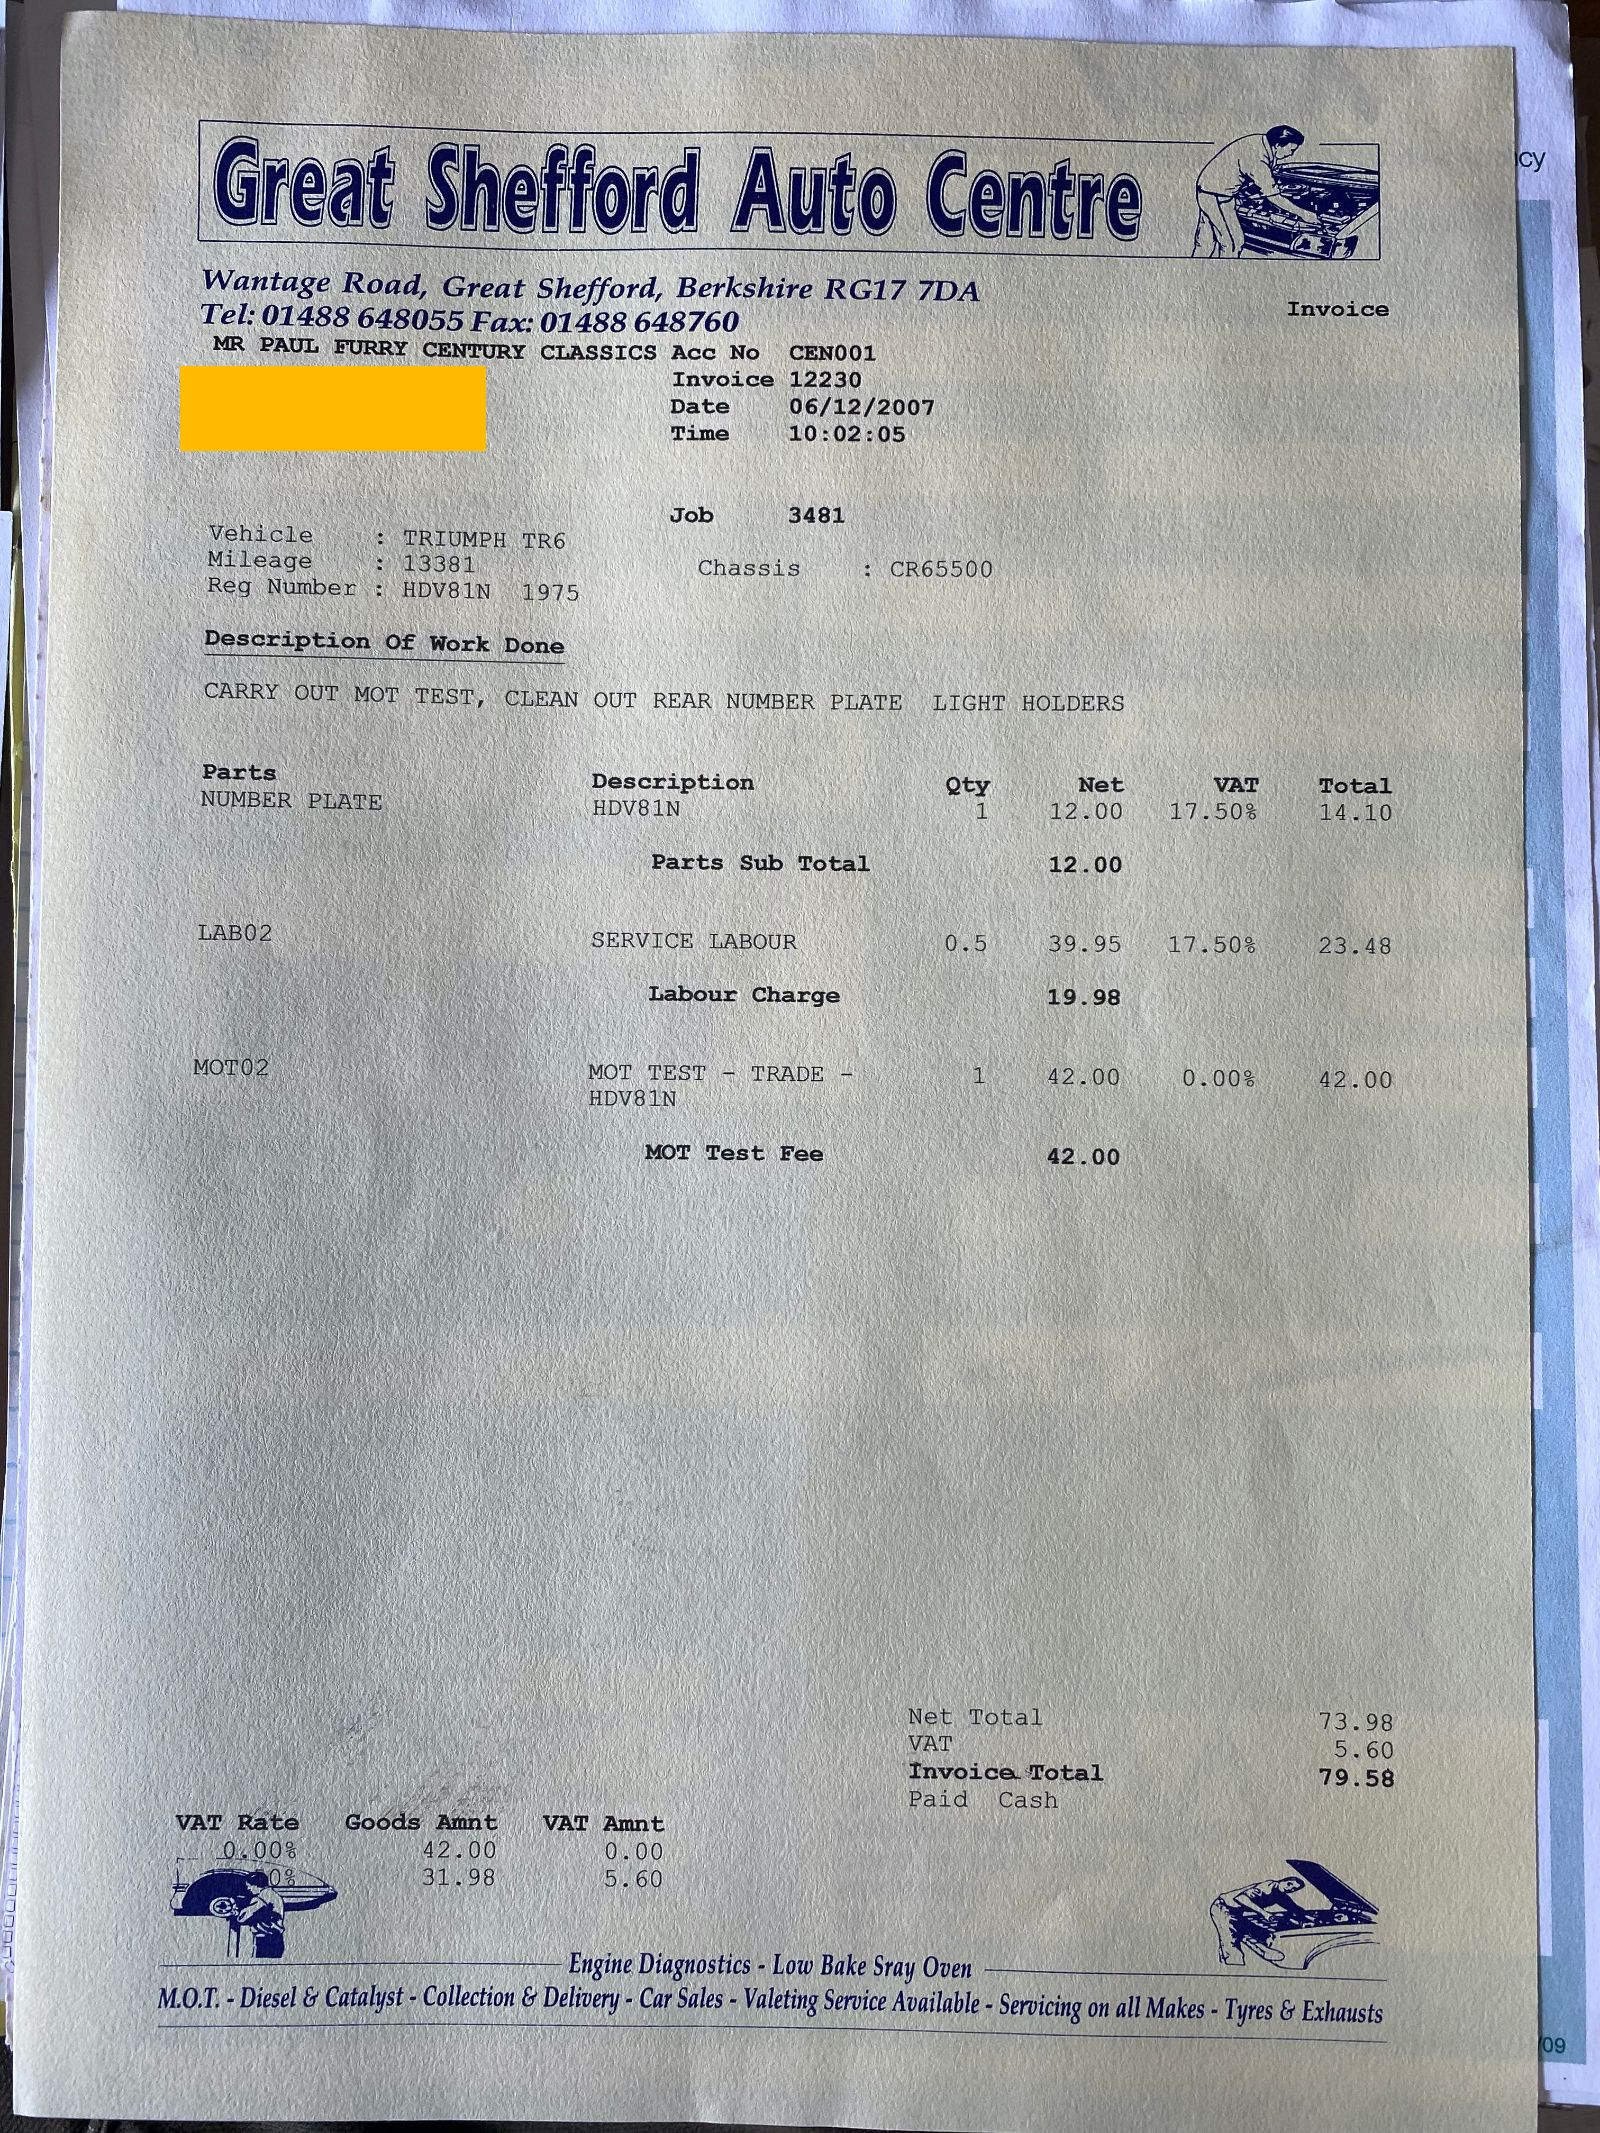 Great Shefford Auto Centre
Wantage Road, Great Shefford, Berkshire RG17 7DA
Tel: 01488 648055 Fax: 01488 648760
Invoice
MR PAUL FURRY CENTURY CLASSICS Acc No CEN001
Invoice 12230
Date 06/12/2007
Time 10:02:05
Job 3481
Vehicle : TRIUMPH TR6
Mileage : 13381
Chassis : CR65500
Reg Number : HDV81N 1975
Description Of Work Done
CARRY OUT MOT TEST, CLEAN OUT REAR NUMBER PLATE LIGHT HOLDERS
Parts Description Qty Net VAT Total
NUMBER PLATE HDV81N 1 12.00 17.50% 14.10
Parts Sub Total 12.00
LAB02 SERVICE LABOUR 0.5 39.95 17.50% 23.48
Labour Charge 19.98
MOT02 MOT TEST - TRADE - 1 42.00 0.00% 42.00
HDV81N
MOT Test Fee 42.00
Net Total 73.98
VAT 5.60
Invoice Total 79.58
Paid Cash
VAT Rate Goods Amnt VAT Amnt
0.00% 42.00 0.00
0% 31.98 5.60
Engine Diagnostics - Low Bake Sray Oven
M.O.T. - Diesel & Catalyst - Collection & Delivery - Car Sales - Valeting Service Available - Servicing on all Makes - Tyres & Exhausts
cy
/09